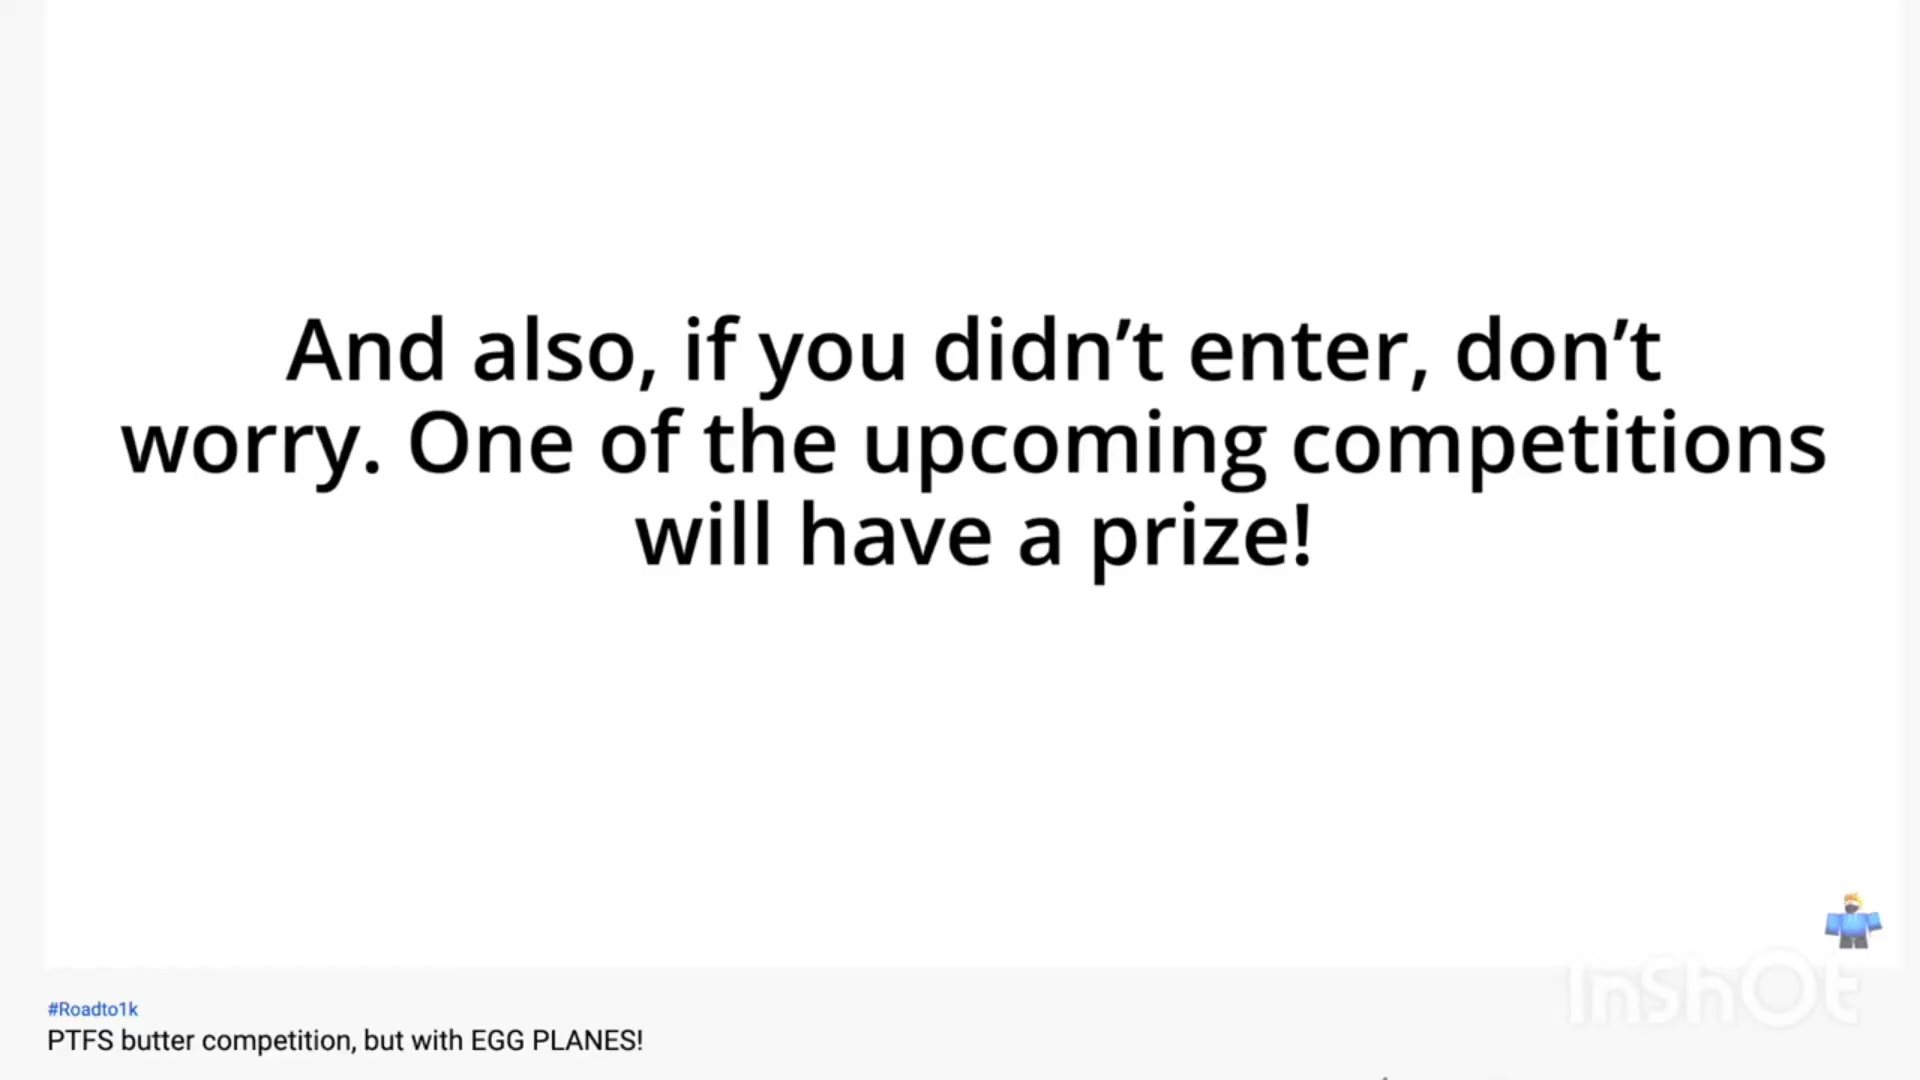 And also, if you didn’t enter, don’t
worry. One of the upcoming competitions
will have a prize!
InShOt
#Roadto1k
PTFS butter competition, but with EGG PLANES!